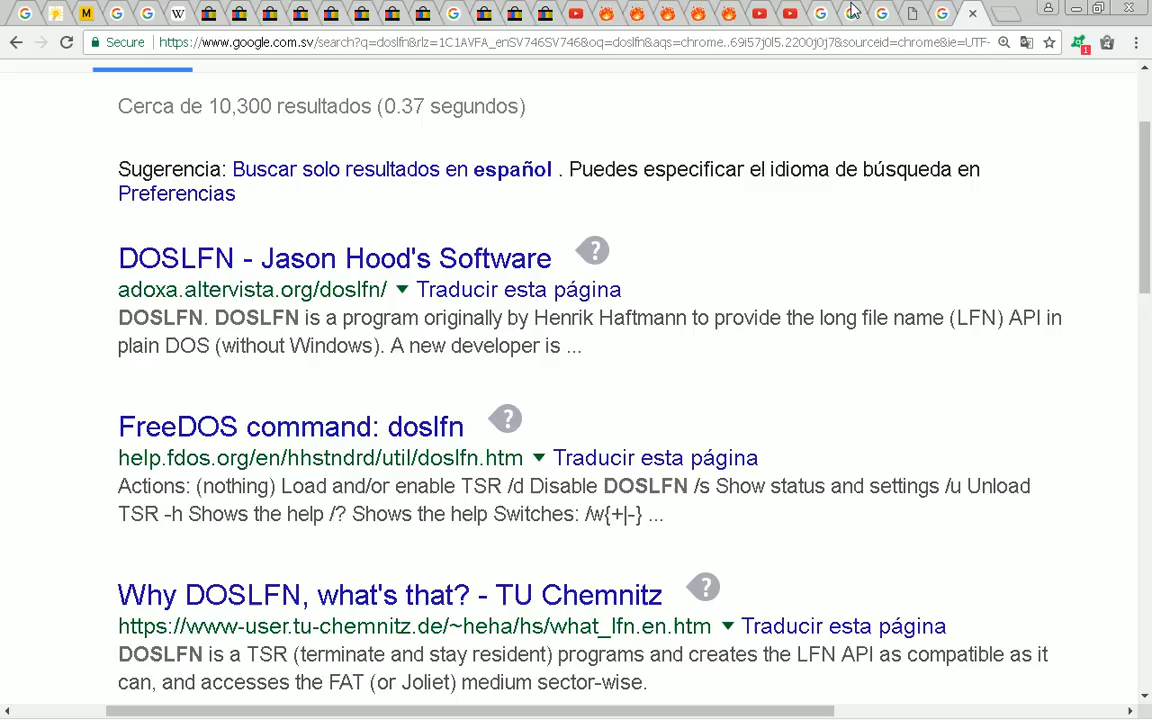 M
W
Secure
https://www.google.com.sv/search?q=doslfn&rlz=1C1AVFA_enSV746SV746&oq=doslfn&aqs=chrome..69i57j0l5.2200j0j7&sourceid=chrome&ie=UTF-
1
Cerca de 10,300 resultados (0.37 segundos)
Sugerencia: Buscar solo resultados en español . Puedes especificar el idioma de búsqueda en
Preferencias
DOSLFN - Jason Hood's Software ?
adoxa.altervista.org/doslfn/ ▼ Traducir esta página
DOSLFN. DOSLFN is a program originally by Henrik Haftmann to provide the long file name (LFN) API in
plain DOS (without Windows). A new developer is ...
FreeDOS command: doslfn ?
help.fdos.org/en/hhstndrd/util/doslfn.htm ▼ Traducir esta página
Actions: (nothing) Load and/or enable TSR /d Disable DOSLFN /s Show status and settings /u Unload
TSR -h Shows the help /? Shows the help Switches: /w{+|-} ...
Why DOSLFN, what's that? - TU Chemnitz ?
https://www-user.tu-chemnitz.de/~heha/hs/what_lfn.en.htm ▼ Traducir esta página
DOSLFN is a TSR (terminate and stay resident) programs and creates the LFN API as compatible as it
can, and accesses the FAT (or Joliet) medium sector-wise.